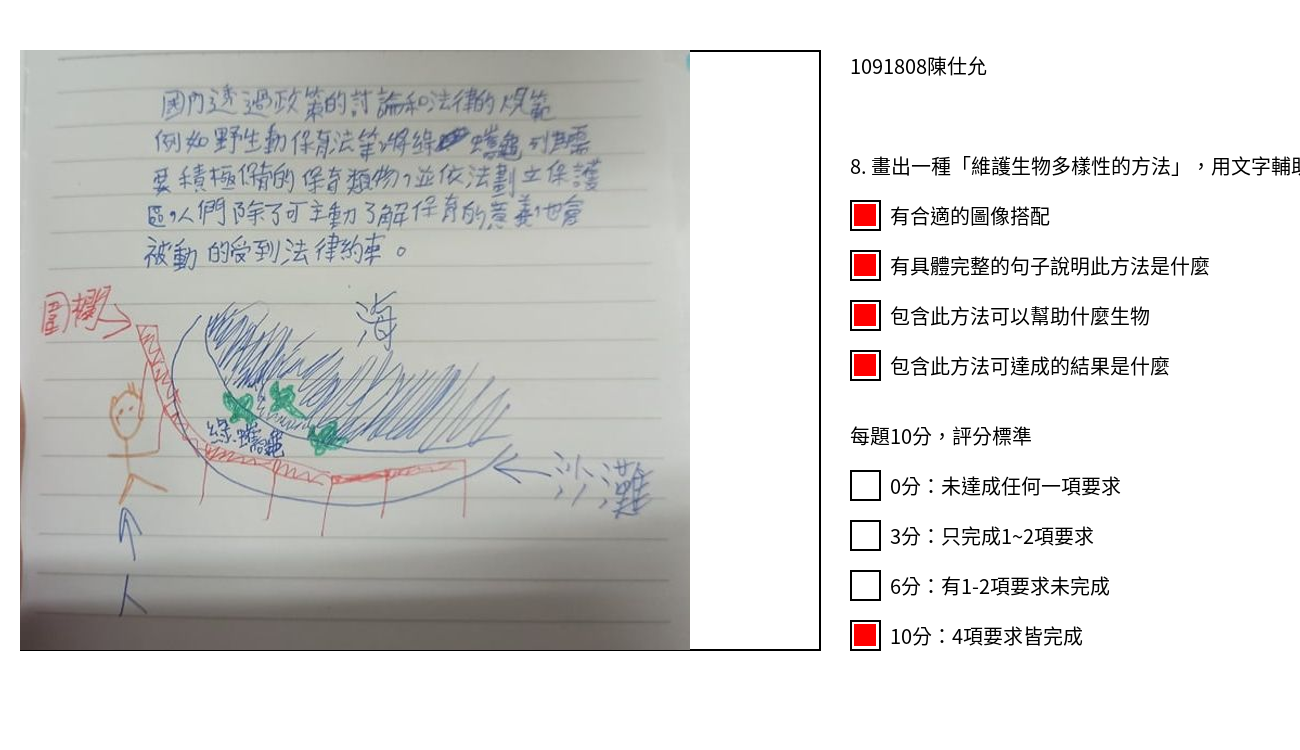 國內透過政策的討論和法律的規範
例如野生動保育法等,將綠蠵龜列為需
要積極保育的保育類物,並依法劃立保護
區,人們除了可主動了解保育的意義,也會
被動的受到法律約束。
圍欄
海
綠蠵龜
沙灘
人
1091808陳仕允
8. 畫出一種「維護生物多樣性的方法」,用文字輔助
有合適的圖像搭配
有具體完整的句子說明此方法是什麼
包含此方法可以幫助什麼生物
包含此方法可達成的結果是什麼
每題10分,評分標準
0分:未達成任何一項要求
3分:只完成1~2項要求
6分:有1-2項要求未完成
10分:4項要求皆完成